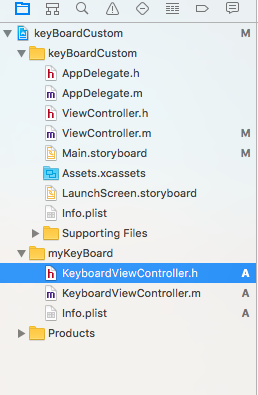 keyBoardCustom M
keyBoardCustom
h AppDelegate.h
m AppDelegate.m
h ViewController.h
m ViewController.m M
Main.storyboard M
Assets.xcassets
LaunchScreen.storyboard
Info.plist
Supporting Files
myKeyBoard
h KeyboardViewController.h A
m KeyboardViewController.m A
Info.plist A
Products